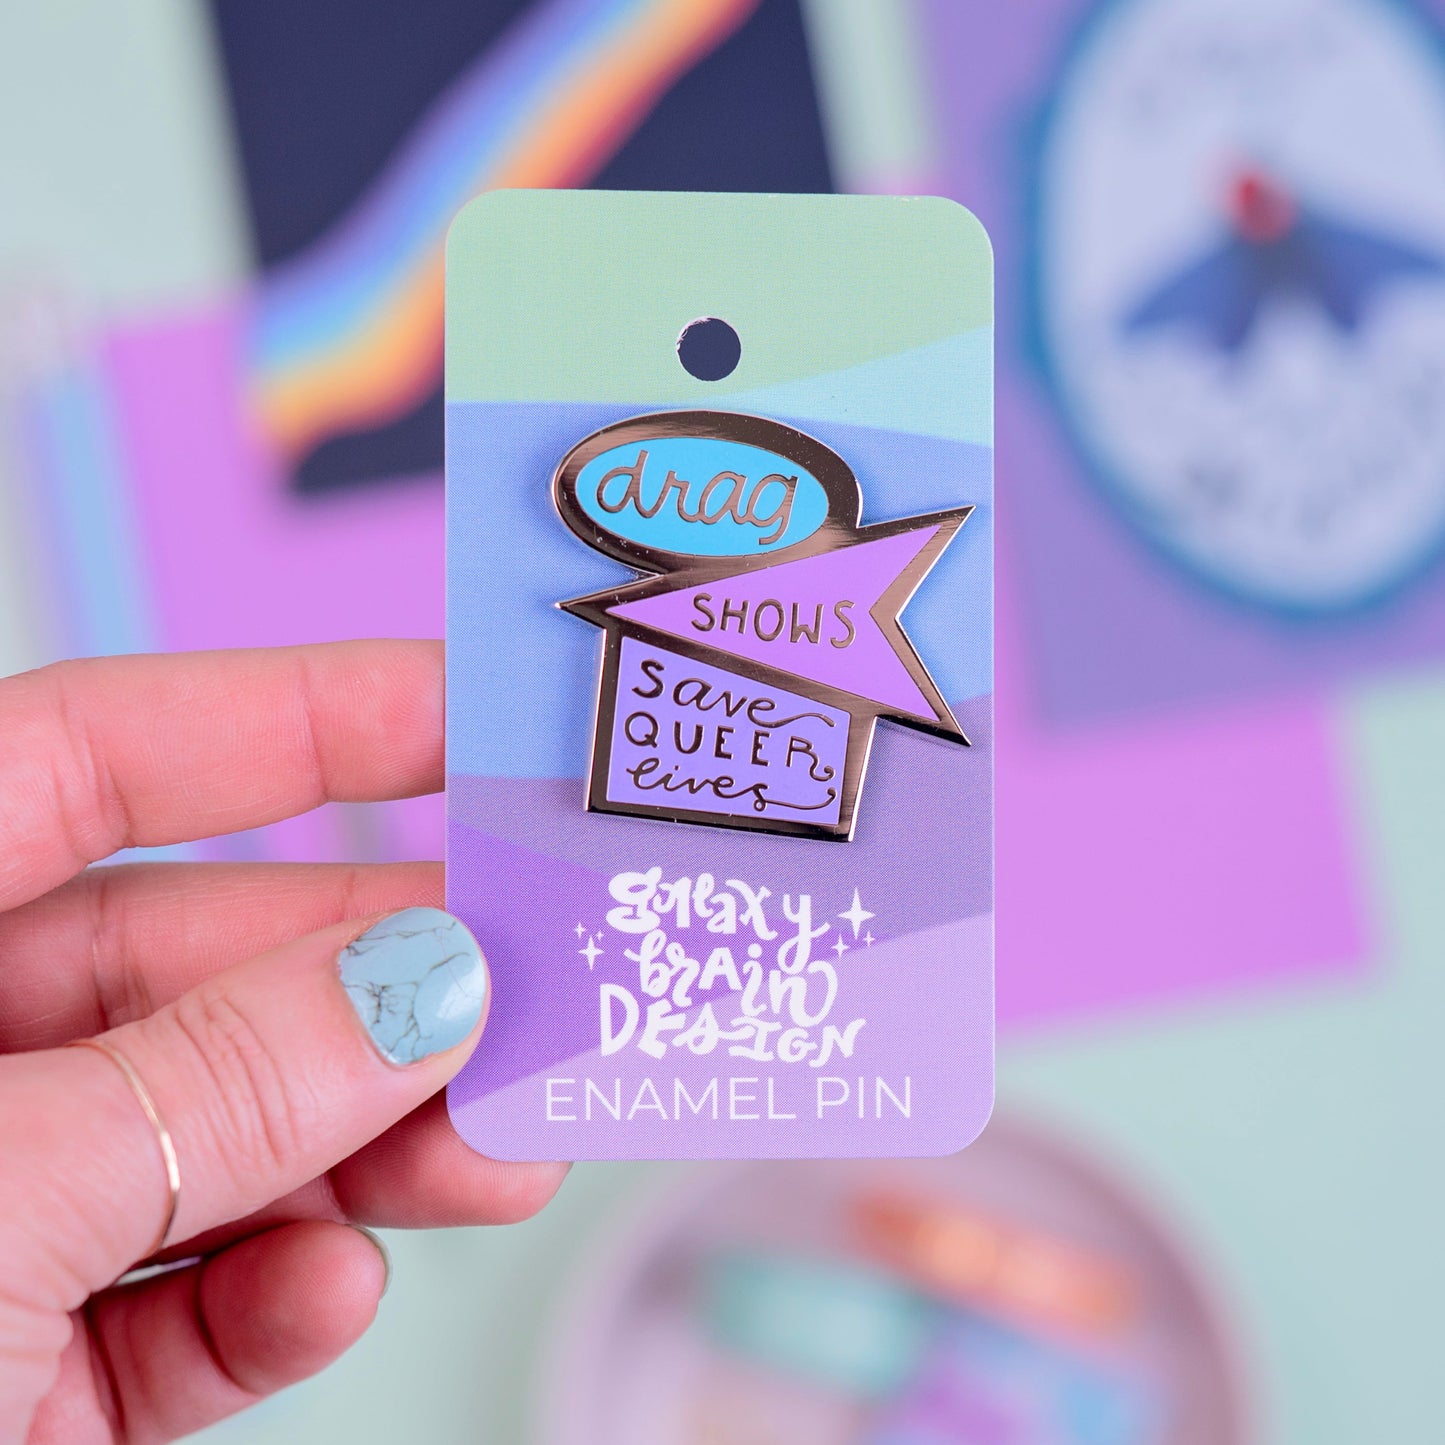 drag
SHOWS
Save
QUEER
lives
Galaxy
braIn
DESIGN
ENAMEL PIN